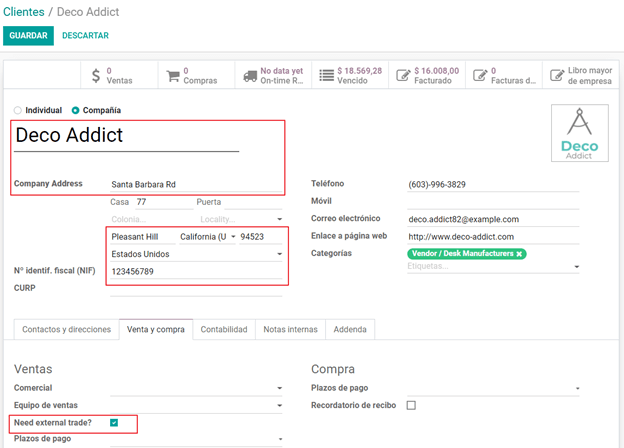 Clientes / Deco Addict
GUARDAR DESCARTAR
$ 0 Ventas
0 Compras
No data yet On-time R...
$ 18.569,28 Vencido
$ 16.008,00 Facturado
0 Facturas d...
Libro mayor de empresa
Individual Compañía
Deco Addict
Deco
Addict
Company Address Santa Barbara Rd
Casa 77 Puerta
Colonia... Locality...
Pleasant Hill California (U 94523
Estados Unidos
Nº identif. fiscal (NIF) 123456789
CURP
Teléfono (603)-996-3829
Móvil
Correo electrónico deco.addict82@example.com
Enlace a página web http://www.deco-addict.com
Categorías Vendor / Desk Manufacturers ×
Etiquetas...
Contactos y direcciones Venta y compra Contabilidad Notas internas Addenda
Ventas
Comercial
Equipo de ventas
Need external trade?
Plazos de pago
Compra
Plazos de pago
Recordatorio de recibo